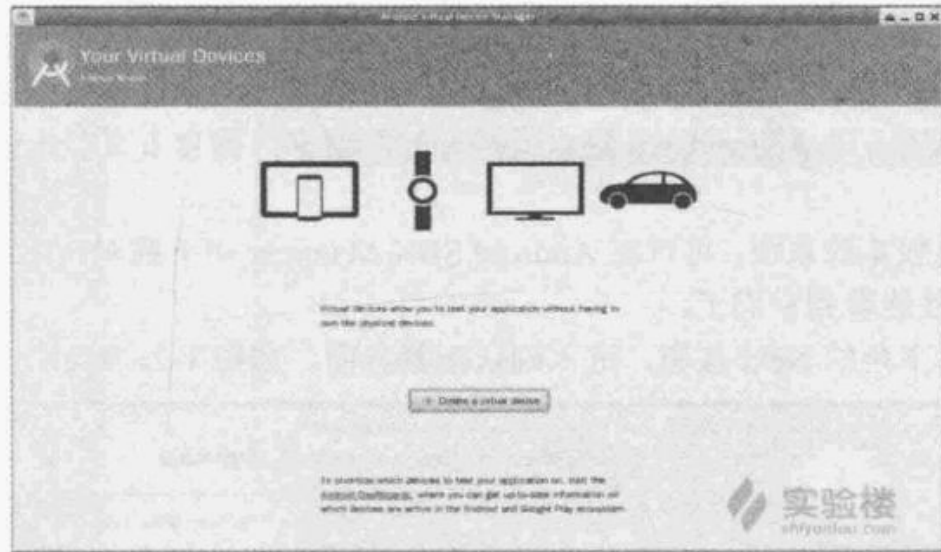 Android Virtual Device Manager
Your Virtual Devices
Android Studio
Virtual devices allow you to test your application without having to
own the physical devices.
Create a virtual device
To prioritize which devices to test your application on, visit the
Android Dashboards, where you can get up-to-date information on
which devices are active in the Android and Google Play ecosystem.
实验楼
shiyanlou.com